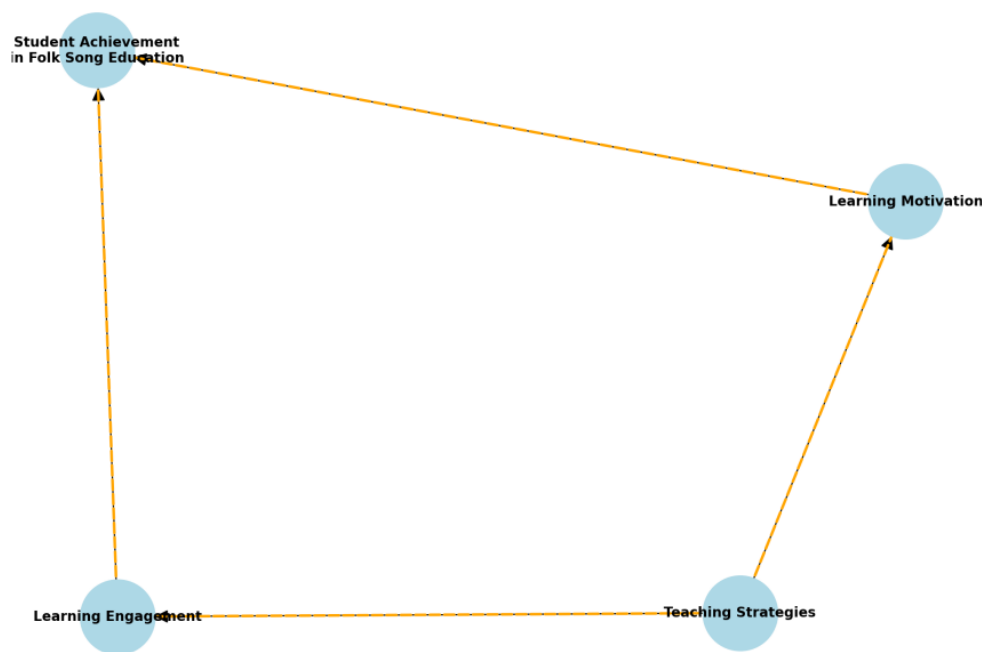 Student Achievement
in Folk Song Education
Learning Motivation
Learning Engagement
Teaching Strategies